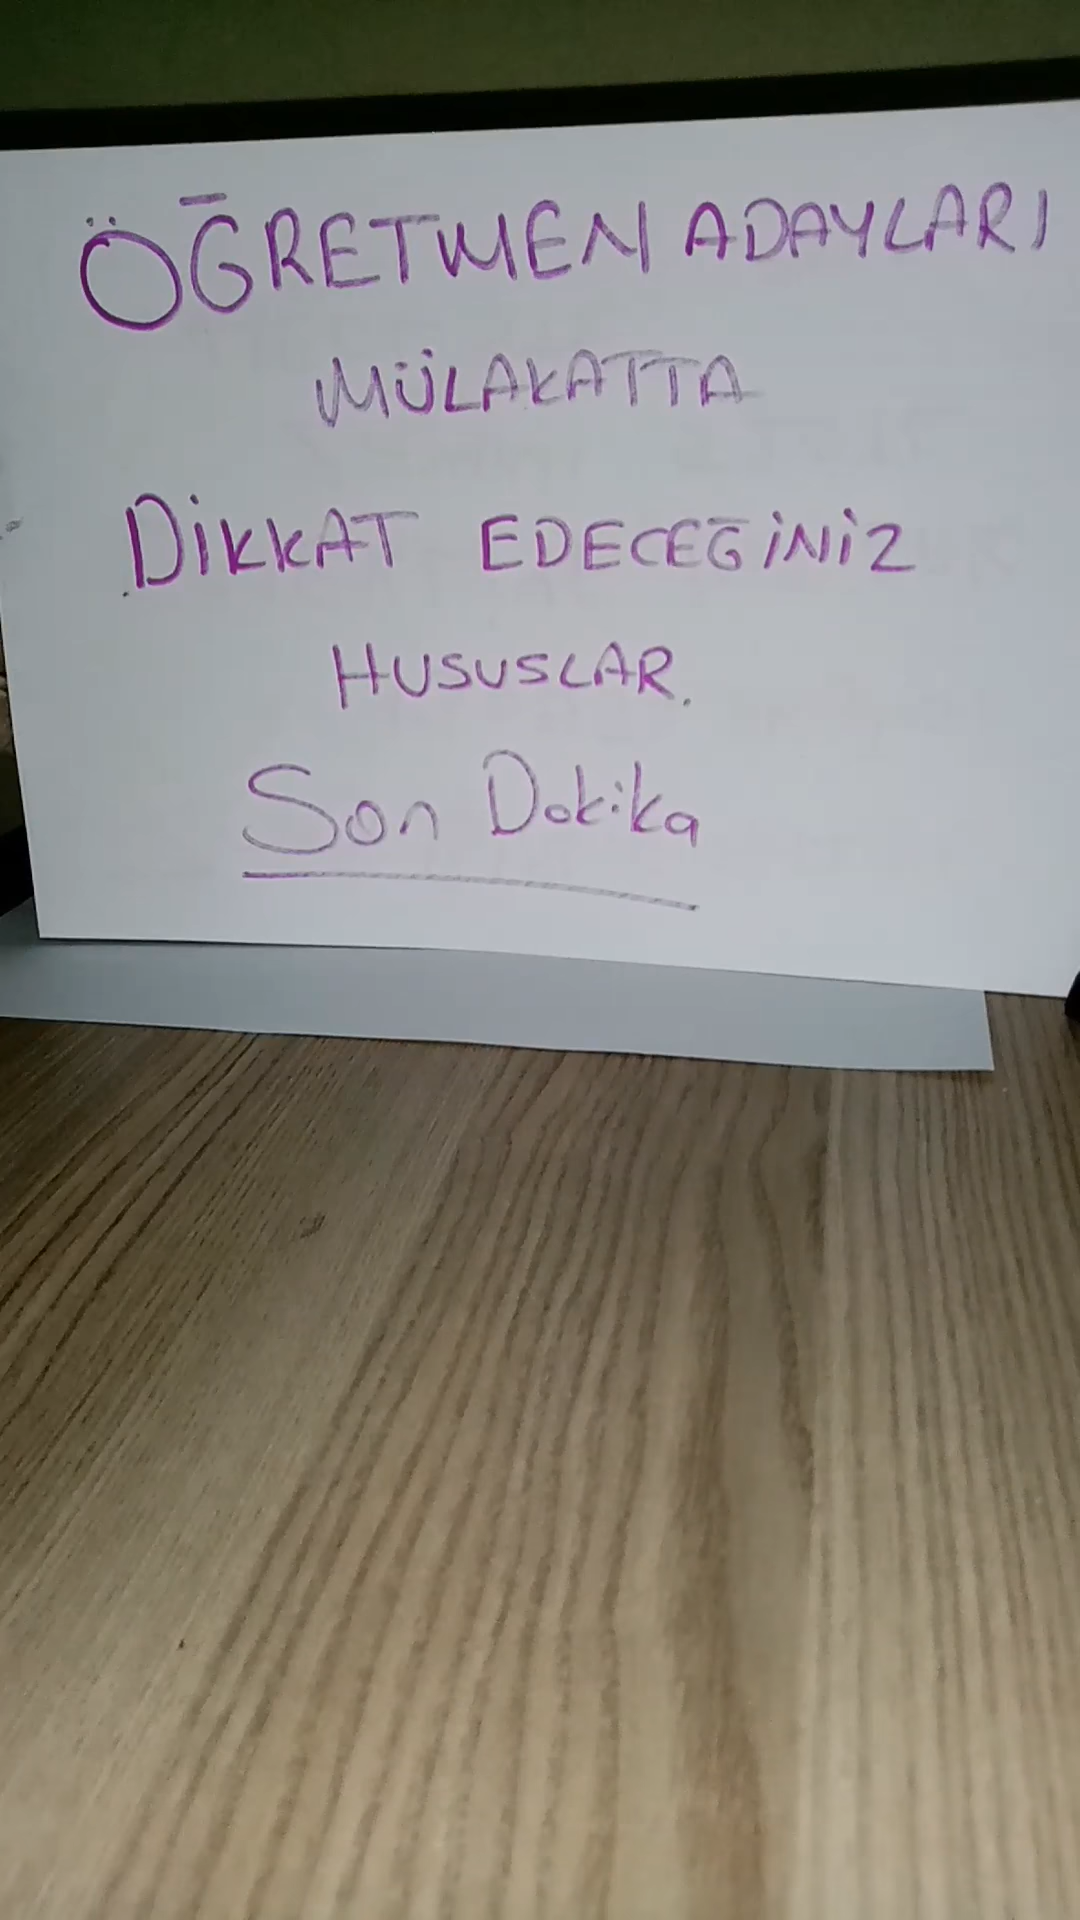 ÖĞRETMEN ADAYLARI
MÜLAKATTA
DİKKAT EDECEĞİNİZ
HUSUSLAR.
Son Dakika